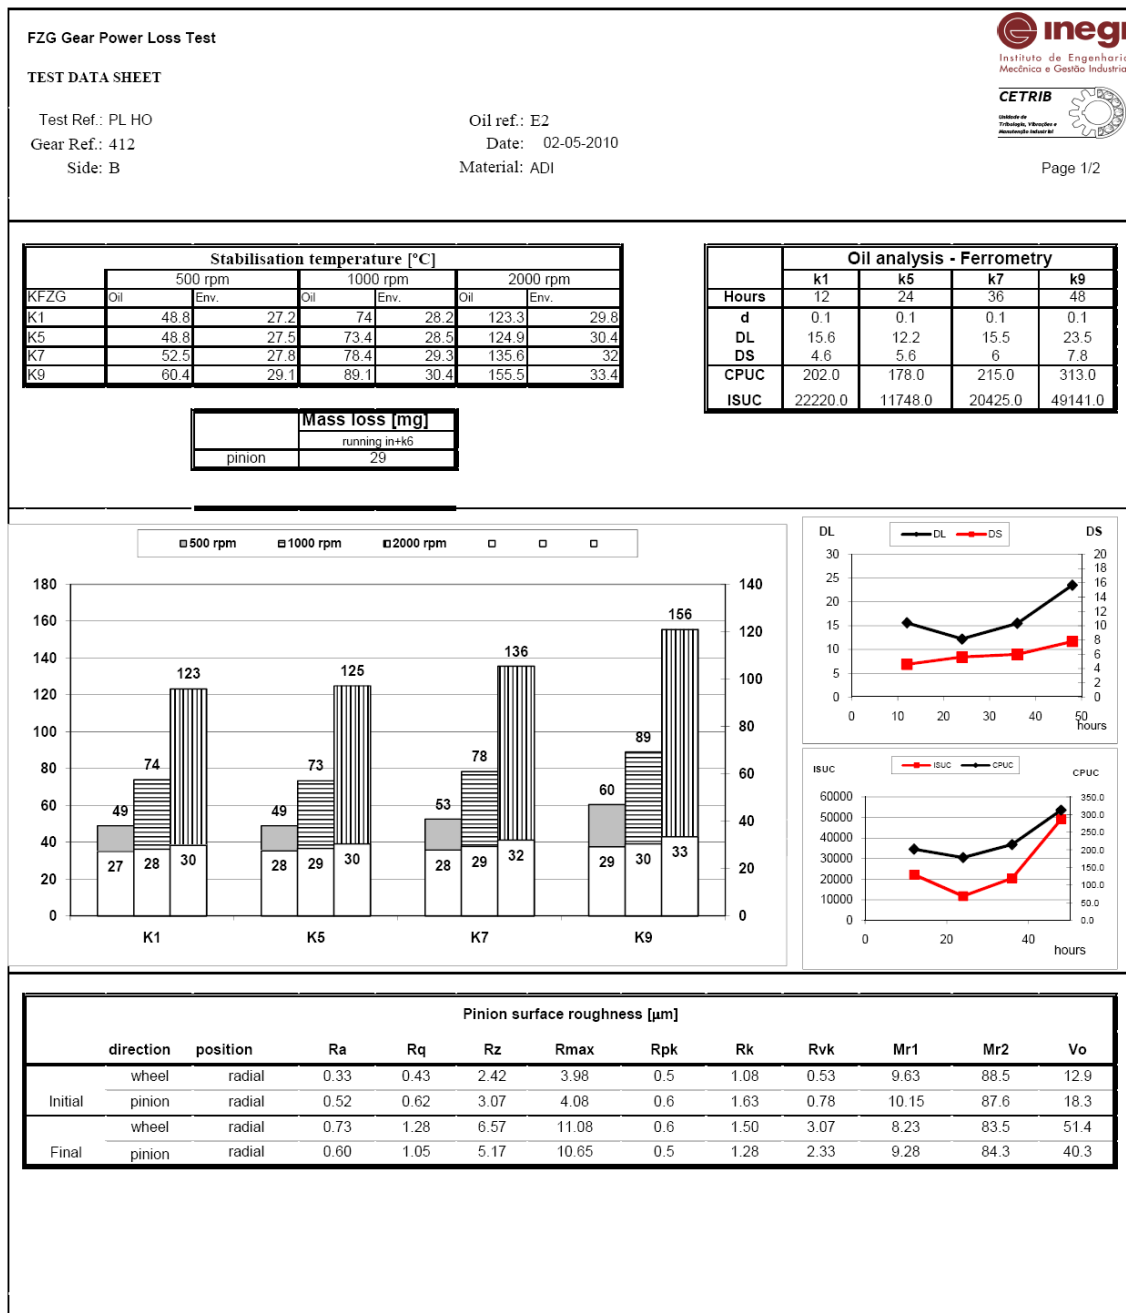 FZG Gear Power Loss Test
TEST DATA SHEET
Test Ref.: PL HO
Gear Ref.: 412
Side: B
Oil ref.: E2
Date: 02-05-2010
Material: ADI
inegi
Instituto de Engenharia
Mecânica e Gestão Industrial
CETRIB
Unidade de
Tribologia, Vibrações e
Manutenção Industrial
Page 1/2
Stabilisation temperature [ºC]
500 rpm 1000 rpm 2000 rpm
KFZG Oil Env. Oil Env. Oil Env.
K1 48.8 27.2 74 28.2 123.3 29.8
K5 48.8 27.5 73.4 28.5 124.9 30.4
K7 52.5 27.8 78.4 29.3 135.6 32
K9 60.4 29.1 89.1 30.4 155.5 33.4
Oil analysis - Ferrometry
k1 k5 k7 k9
Hours 12 24 36 48
d 0.1 0.1 0.1 0.1
DL 15.6 12.2 15.5 23.5
DS 4.6 5.6 6 7.8
CPUC 202.0 178.0 215.0 313.0
ISUC 22220.0 11748.0 20425.0 49141.0
Mass loss [mg]
running in+k6
pinion 29
500 rpm 1000 rpm 2000 rpm
180 140
160 156
120
140 136
125
123
120 100
100 89
80
80 78
74 73
60
60 60
53
49 49
40 40
33
32
30 30 30
29 29 29
28 28 28
27
20 20
0 0
K1 K5 K7 K9
DL DL DS DS
30 20
18
25 16
14
20 12
15 10
8
10 6
5 4
2
0 0
0 10 20 30 40 50
hours
ISUC ISUC CPUC CPUC
60000 350.0
50000 300.0
250.0
40000 200.0
30000 150.0
20000 100.0
10000 50.0
0 0.0
0 20 40
hours
Pinion surface roughness [µm]
direction position Ra Rq Rz Rmax Rpk Rk Rvk Mr1 Mr2 Vo
wheel radial 0.33 0.43 2.42 3.98 0.5 1.08 0.53 9.63 88.5 12.9
Initial pinion radial 0.52 0.62 3.07 4.08 0.6 1.63 0.78 10.15 87.6 18.3
wheel radial 0.73 1.28 6.57 11.08 0.6 1.50 3.07 8.23 83.5 51.4
Final pinion radial 0.60 1.05 5.17 10.65 0.5 1.28 2.33 9.28 84.3 40.3